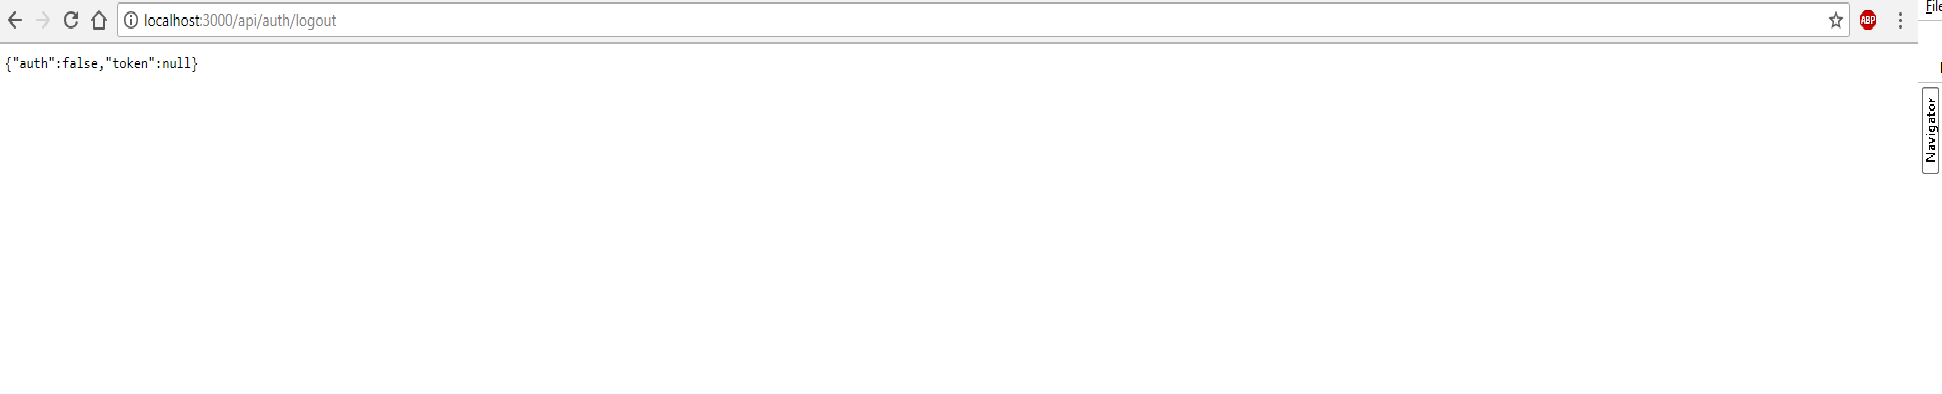 localhost:3000/api/auth/logout
ABP
File
{"auth":false,"token":null}
Navigator